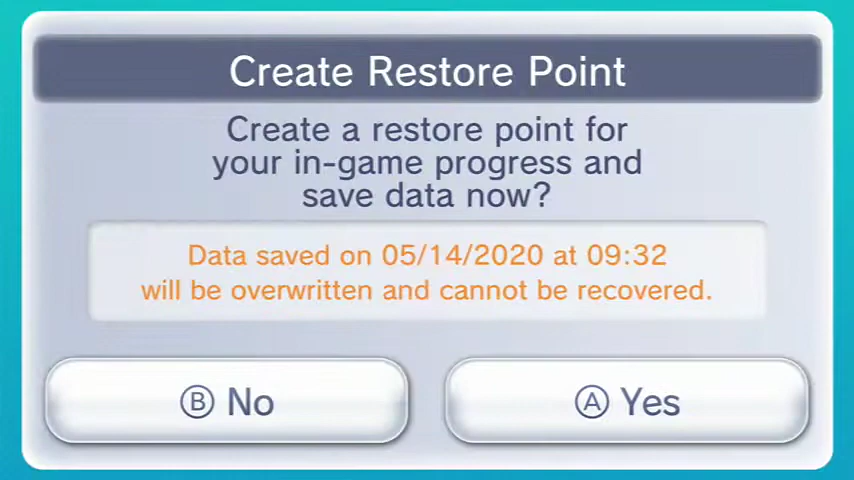 Create Restore Point
Create a restore point for
your in-game progress and
save data now?
Data saved on 05/14/2020 at 09:32
will be overwritten and cannot be recovered.
Ⓑ No
Ⓐ Yes